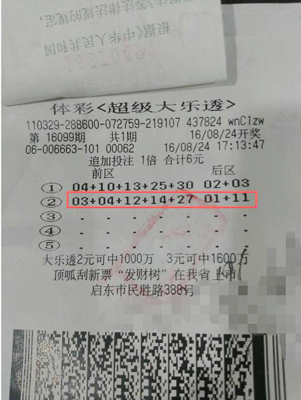 体彩<超级大乐透>
110329-288600-072759-219107 437824 wnC1zw
第 16099期 共1期 16/08/24开奖
06-006663-101 00062 16/08/24 17:13:47
追加投注 1倍 合计6元
前区 后区
① 04+10+13+25+30 02+03
② 03+04+12+14+27 01+11
③ - - - - - - -
④ - - - - - - -
⑤ - - - - - - -
大乐透2元可中1000万 3元可中1600万
顶呱刮新票“发财树”在我省上市
启东市民胜路388号